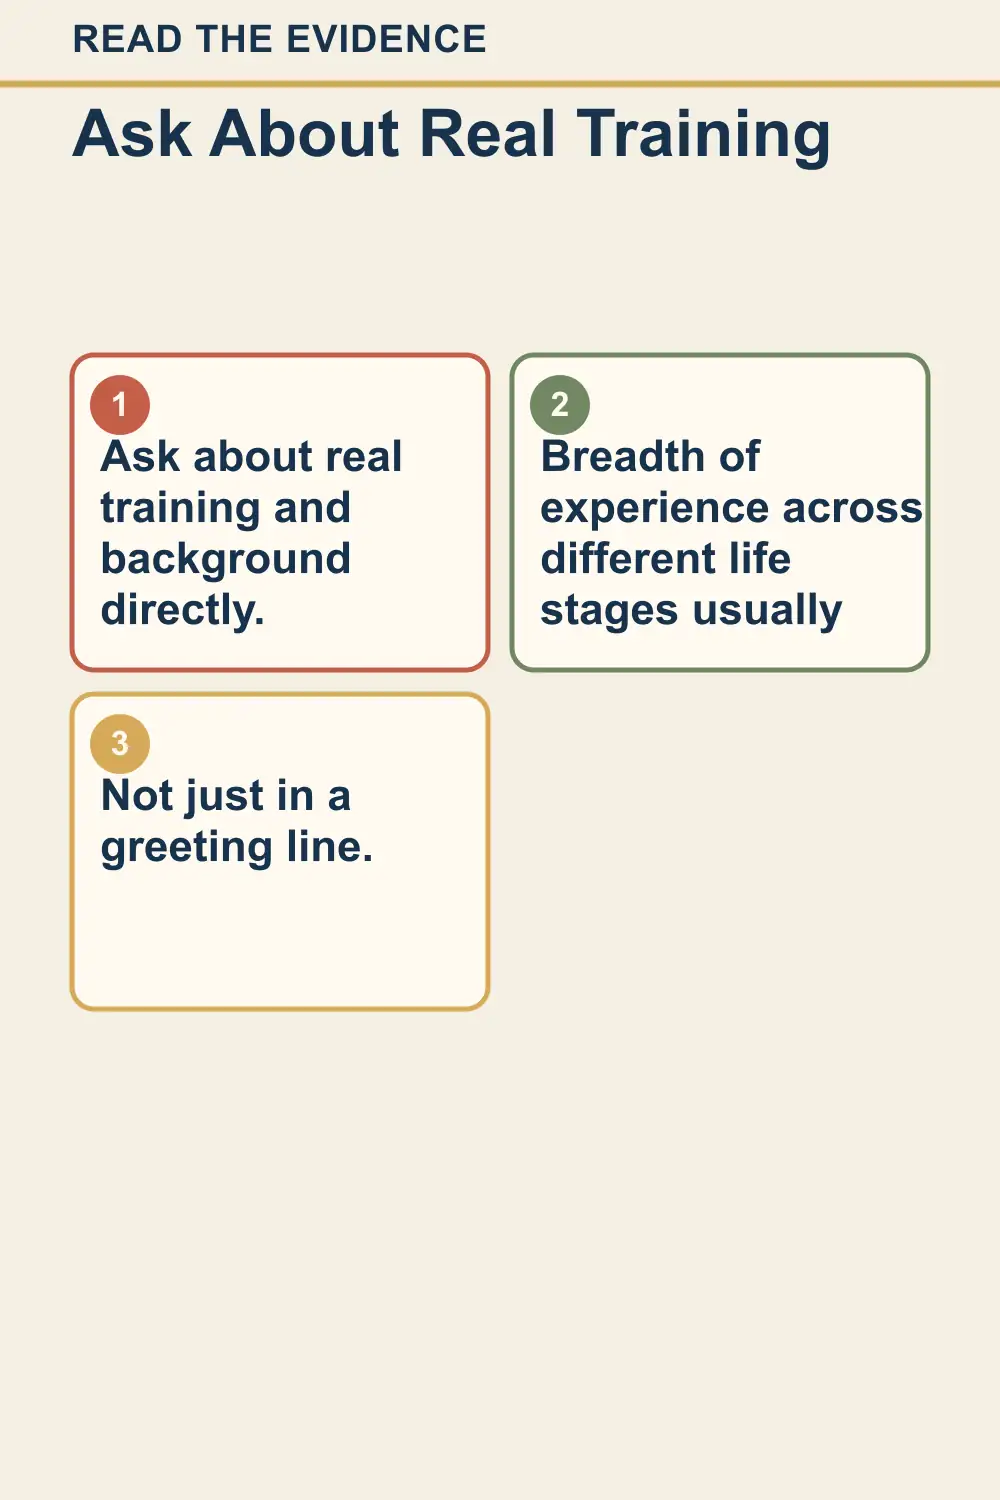 READ THE EVIDENCE
Ask About Real Training
1
Ask about real
training and
background
directly.
2
Breadth of
experience across
different life
stages usually
3
Not just in a
greeting line.